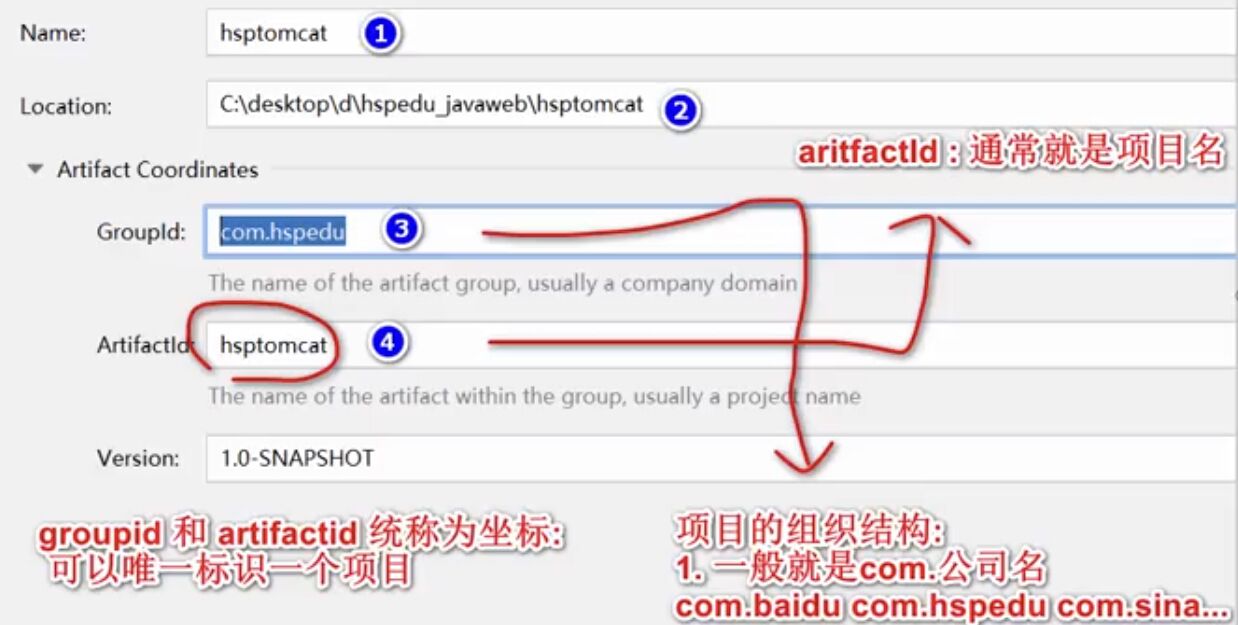 Name: hsptomcat 1
Location: C:\desktop\d\hspedu_javaweb\hsptomcat 2
aritfactId : 通常就是项目名
Artifact Coordinates
GroupId: com.hspedu 3
The name of the artifact group, usually a company domain
ArtifactId: hsptomcat 4
The name of the artifact within the group, usually a project name
Version: 1.0-SNAPSHOT
groupid 和 artifactid 统称为坐标:
可以唯一标识一个项目
项目的组织结构:
1. 一般就是com.公司名
com.baidu com.hspedu com.sina...